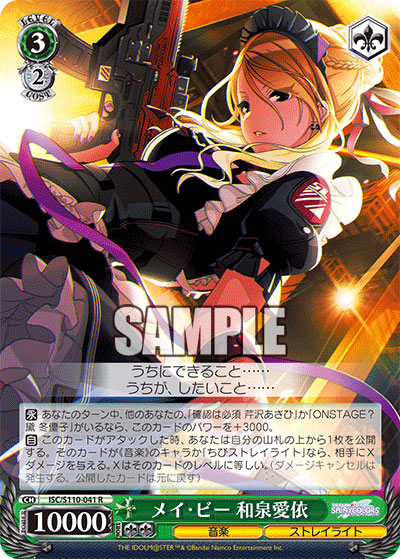 LEVEL
3
2
COST
SAMPLE
うちにできること……
うちが、したいこと……
永 あなたのターン中、他のあなたの、「確認は必須 芹沢あさひ」か「ONSTAGE？
黛 冬優子」がいるなら、このカードのパワーを＋3000。
自 このカードがアタックした時、あなたは自分の山札の上から1枚を公開
する。そのカードが《音楽》のキャラか「ちびストレイライト」なら、相手にX
ダメージを与える。Xはそのカードのレベルに等しい。（ダメージキャンセルは
発生する。公開したカードは元に戻す）
CH
ISC/S110-041 R
10000
メイ・ビー 和泉愛依
SHINYCOLORS
音楽
ストレイライト
THE IDOLM@STER™ & ©Bandai Namco Entertainment Inc.